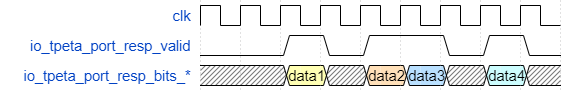 clk
io_tpeta_port_resp_valid
io_tpeta_port_resp_bits_* data1 data2 data3 data4